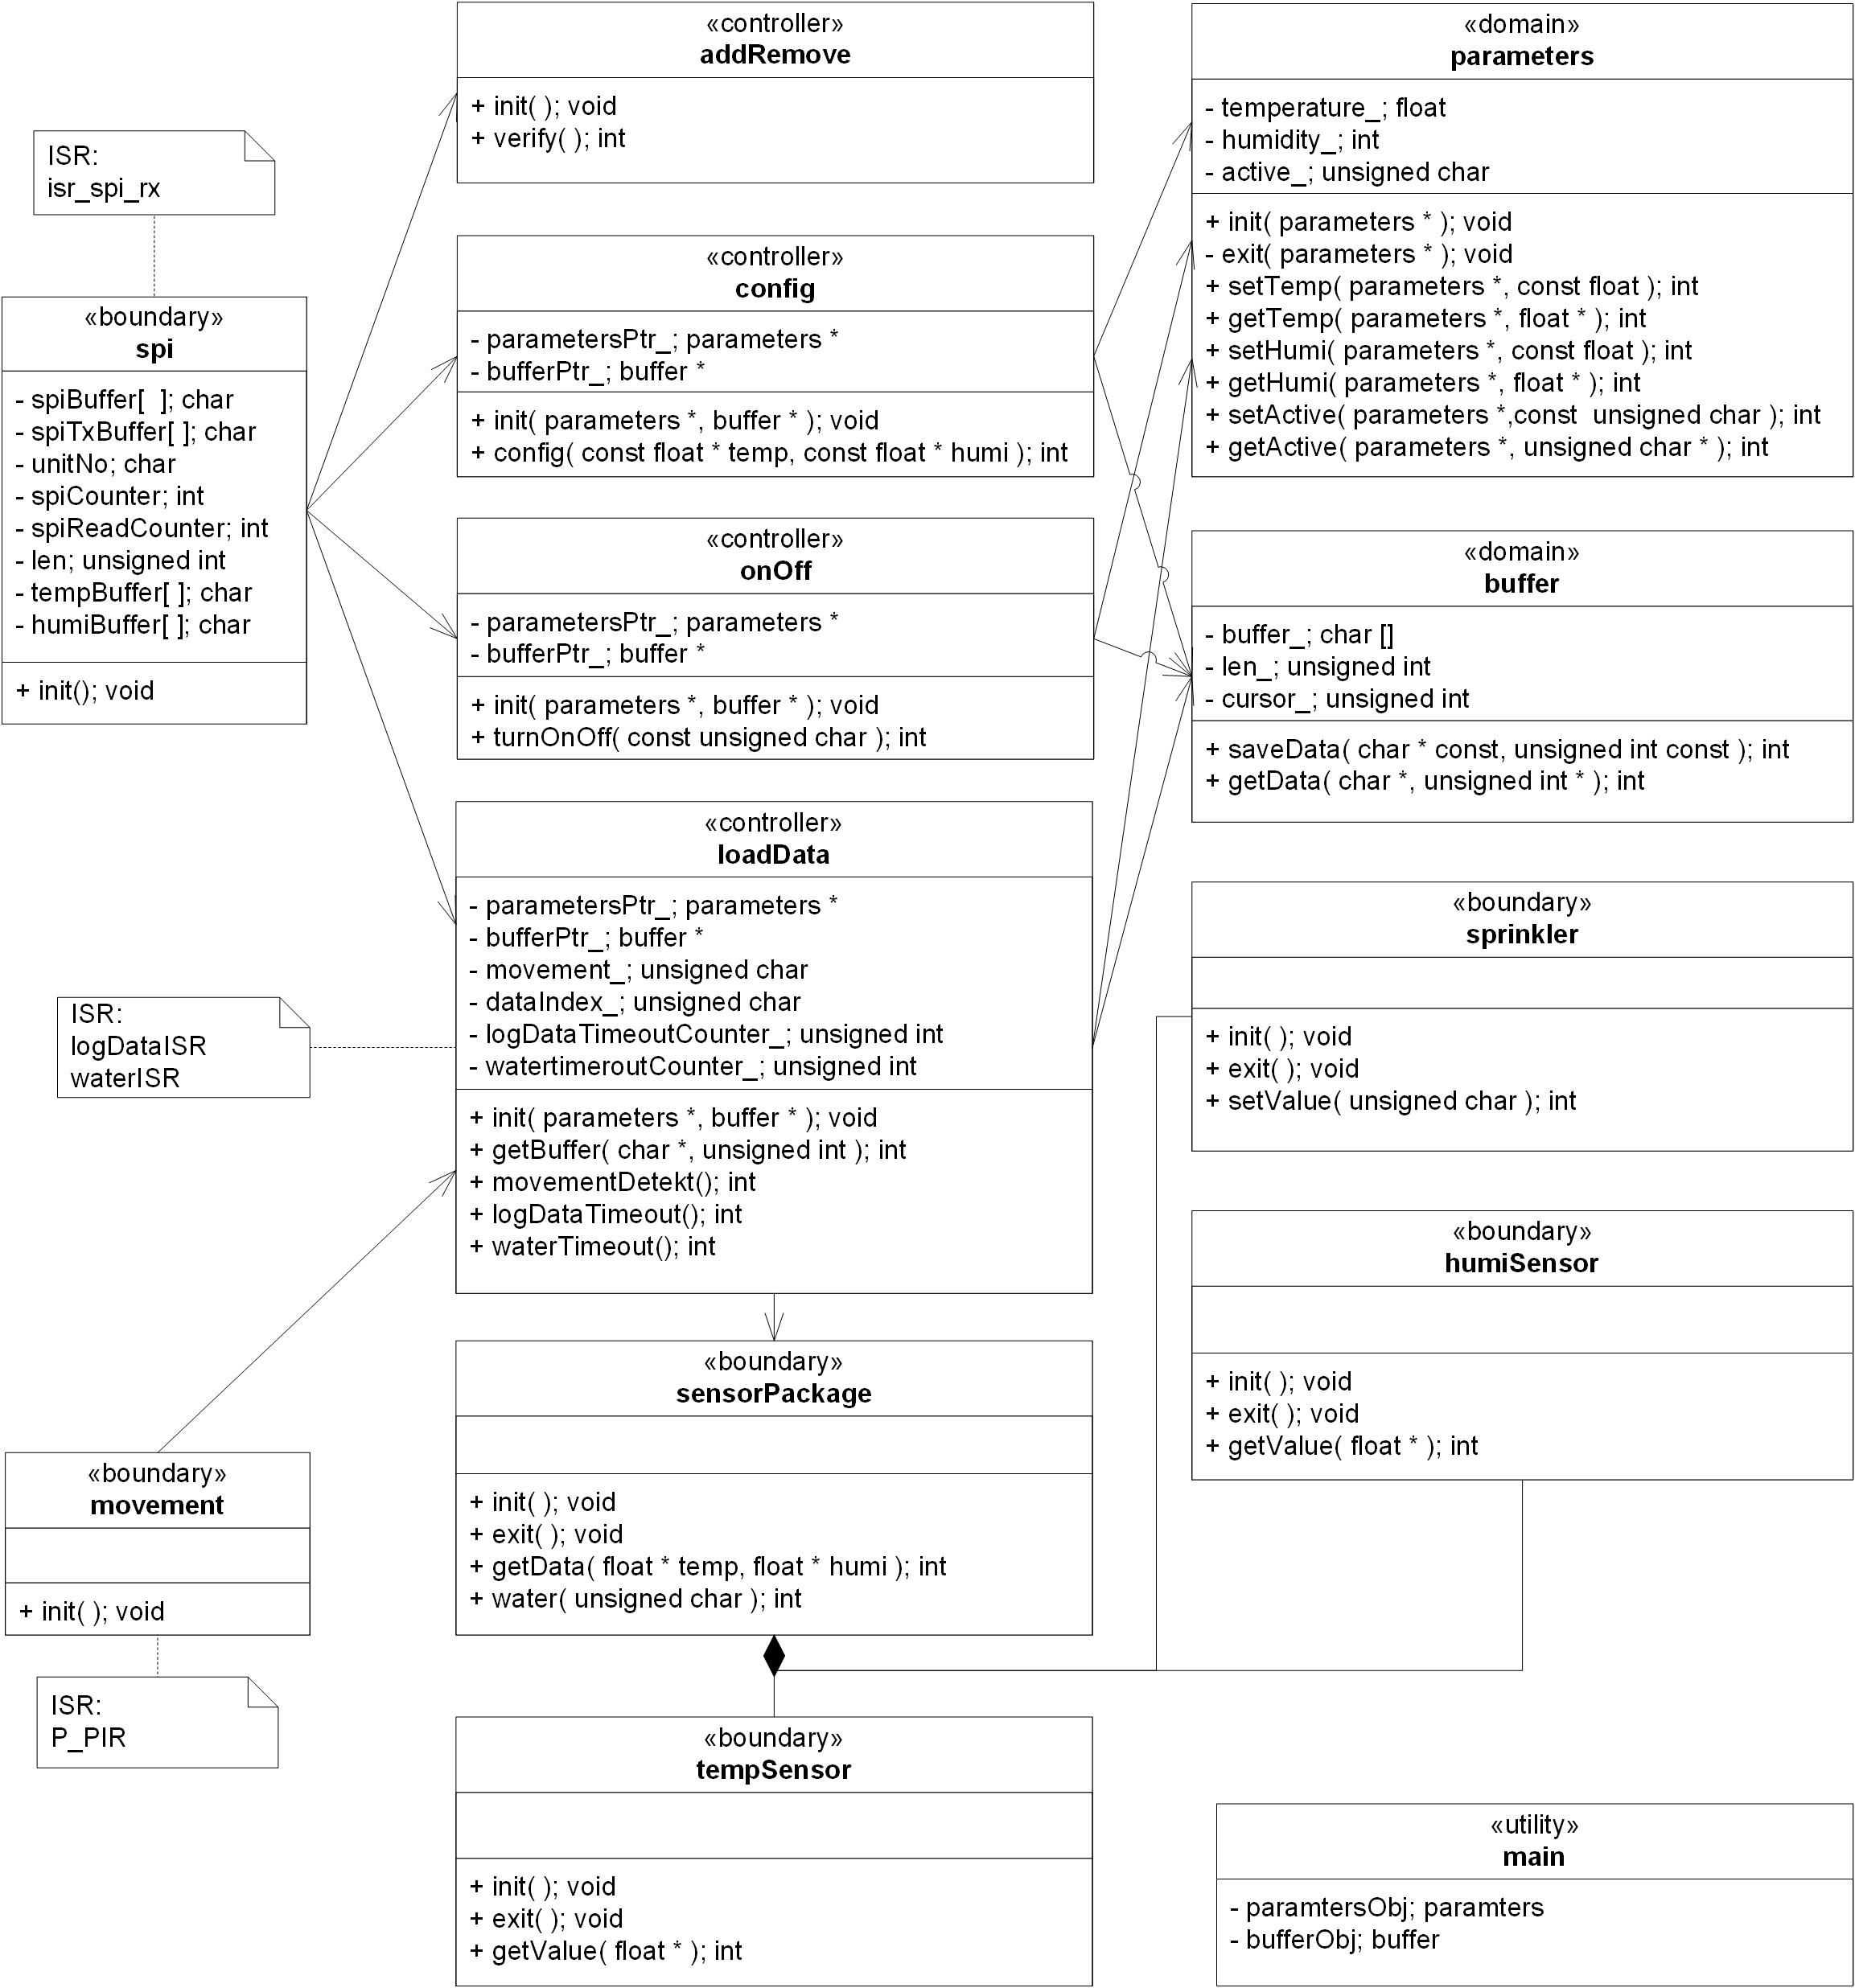 «controller»
addRemove
+ init( ); void
+ verify( ); int
«domain»
parameters
- temperature_; float
- humidity_; int
- active_; unsigned char
+ init( parameters * ); void
- exit( parameters * ); void
+ setTemp( parameters *, const float ); int
+ getTemp( parameters *, float * ); int
+ setHumi( parameters *, const float ); int
+ getHumi( parameters *, float * ); int
+ setActive( parameters *,const  unsigned char ); int
+ getActive( parameters *, unsigned char * ); int
ISR:
isr_spi_rx
«boundary»
spi
- spiBuffer[  ]; char
- spiTxBuffer[ ]; char
- unitNo; char
- spiCounter; int
- spiReadCounter; int
- len; unsigned int
- tempBuffer[ ]; char
- humiBuffer[ ]; char
+ init(); void
«controller»
config
- parametersPtr_; parameters *
- bufferPtr_; buffer *
+ init( parameters *, buffer * ); void
+ config( const float * temp, const float * humi ); int
«controller»
onOff
- parametersPtr_; parameters *
- bufferPtr_; buffer *
+ init( parameters *, buffer * ); void
+ turnOnOff( const unsigned char ); int
«domain»
buffer
- buffer_; char []
- len_; unsigned int
- cursor_; unsigned int
+ saveData( char * const, unsigned int const ); int
+ getData( char *, unsigned int * ); int
«controller»
loadData
- parametersPtr_; parameters *
- bufferPtr_; buffer *
- movement_; unsigned char
- dataIndex_; unsigned char
- logDataTimeoutCounter_; unsigned int
- watertimeroutCounter_; unsigned int
+ init( parameters *, buffer * ); void
+ getBuffer( char *, unsigned int ); int
+ movementDetekt(); int
+ logDataTimeout(); int
+ waterTimeout(); int
ISR:
logDataISR
waterISR
«boundary»
sprinkler
+ init( ); void
+ exit( ); void
+ setValue( unsigned char ); int
«boundary»
humiSensor
+ init( ); void
+ exit( ); void
+ getValue( float * ); int
«boundary»
sensorPackage
+ init( ); void
+ exit( ); void
+ getData( float * temp, float * humi ); int
+ water( unsigned char ); int
«boundary»
movement
+ init( ); void
ISR:
P_PIR
«boundary»
tempSensor
+ init( ); void
+ exit( ); void
+ getValue( float * ); int
«utility»
main
- paramtersObj; paramters
- bufferObj; buffer